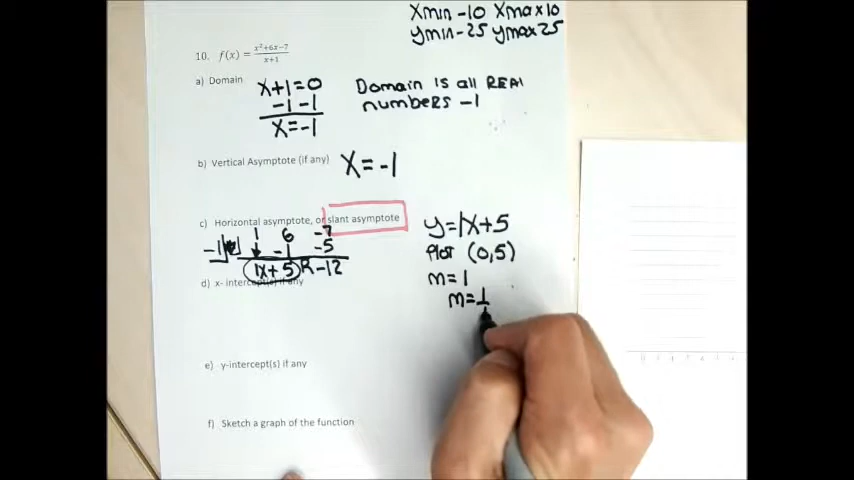 Xmin -10 Xmax 10
ymin -25 ymax 25
10. f(x) = x²+6x-7 / x+1
a) Domain
x+1=0
-1 -1
x=-1
Domain is all REAL
numbers -1
b) Vertical Asymptote (if any)
X=-1
c) Horizontal asymptote, or slant asymptote
1 6 -7
-1
-1 -5
1x+5 R-12
y=1x+5
Plot (0,5)
m=1
m=1
d) x- intercept if any
e) y-intercept(s) if any
f) Sketch a graph of the function